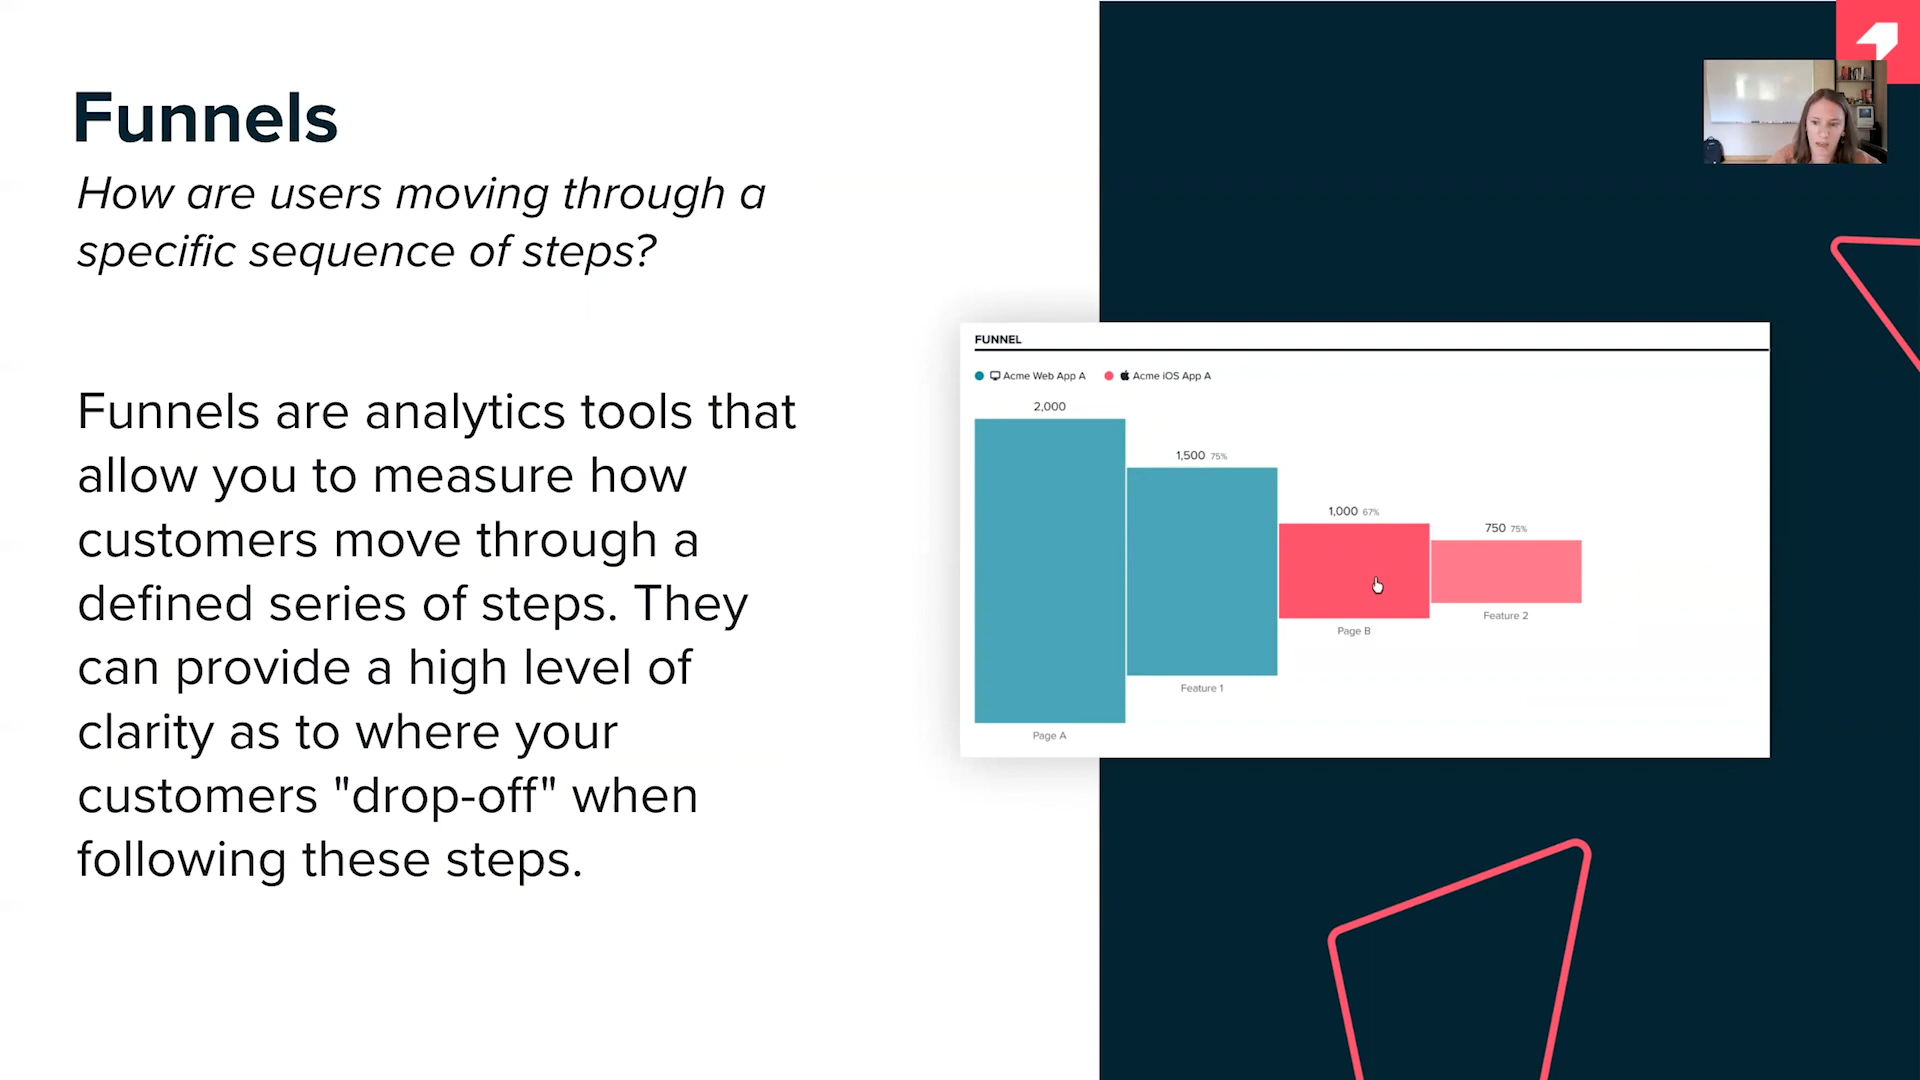 Funnels
How are users moving through a
specific sequence of steps?
Funnels are analytics tools that
allow you to measure how
customers move through a
defined series of steps. They
can provide a high level of
clarity as to where your
customers "drop-off" when
following these steps.
FUNNEL
Acme Web App A Acme iOS App A
2,000
1,500 75%
1,000 67%
750 75%
Feature 2
Page B
Feature 1
Page A